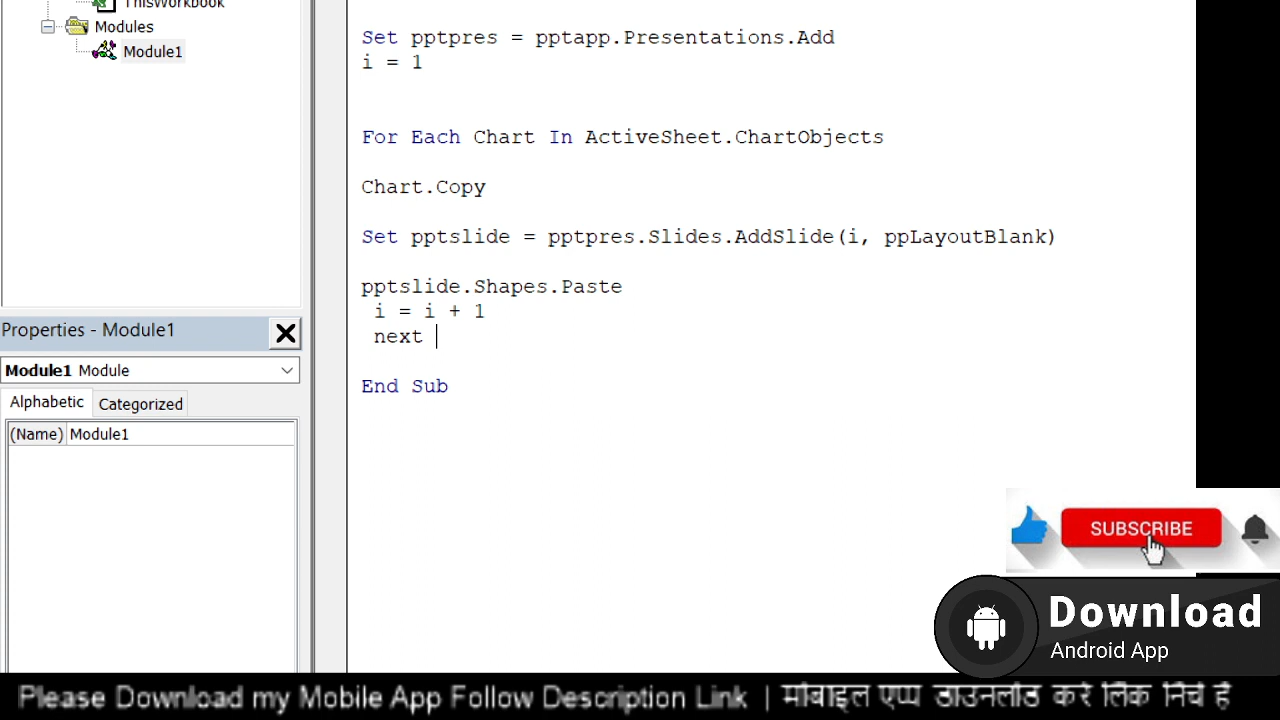 ThisWorkbook
Modules
Module1
Set pptpres = pptapp.Presentations.Add
i = 1
For Each Chart In ActiveSheet.ChartObjects
Chart.Copy
Set pptslide = pptpres.Slides.AddSlide(i, ppLayoutBlank)
pptslide.Shapes.Paste
i = i + 1
next
End Sub
Properties - Module1
Module1 Module
Alphabetic Categorized
(Name) Module1
SUBSCRIBE
Download
Android App
Please Download my Mobile App Follow Description Link | मोबाइल एप्प डाउनलोड करे लिंक निचे है